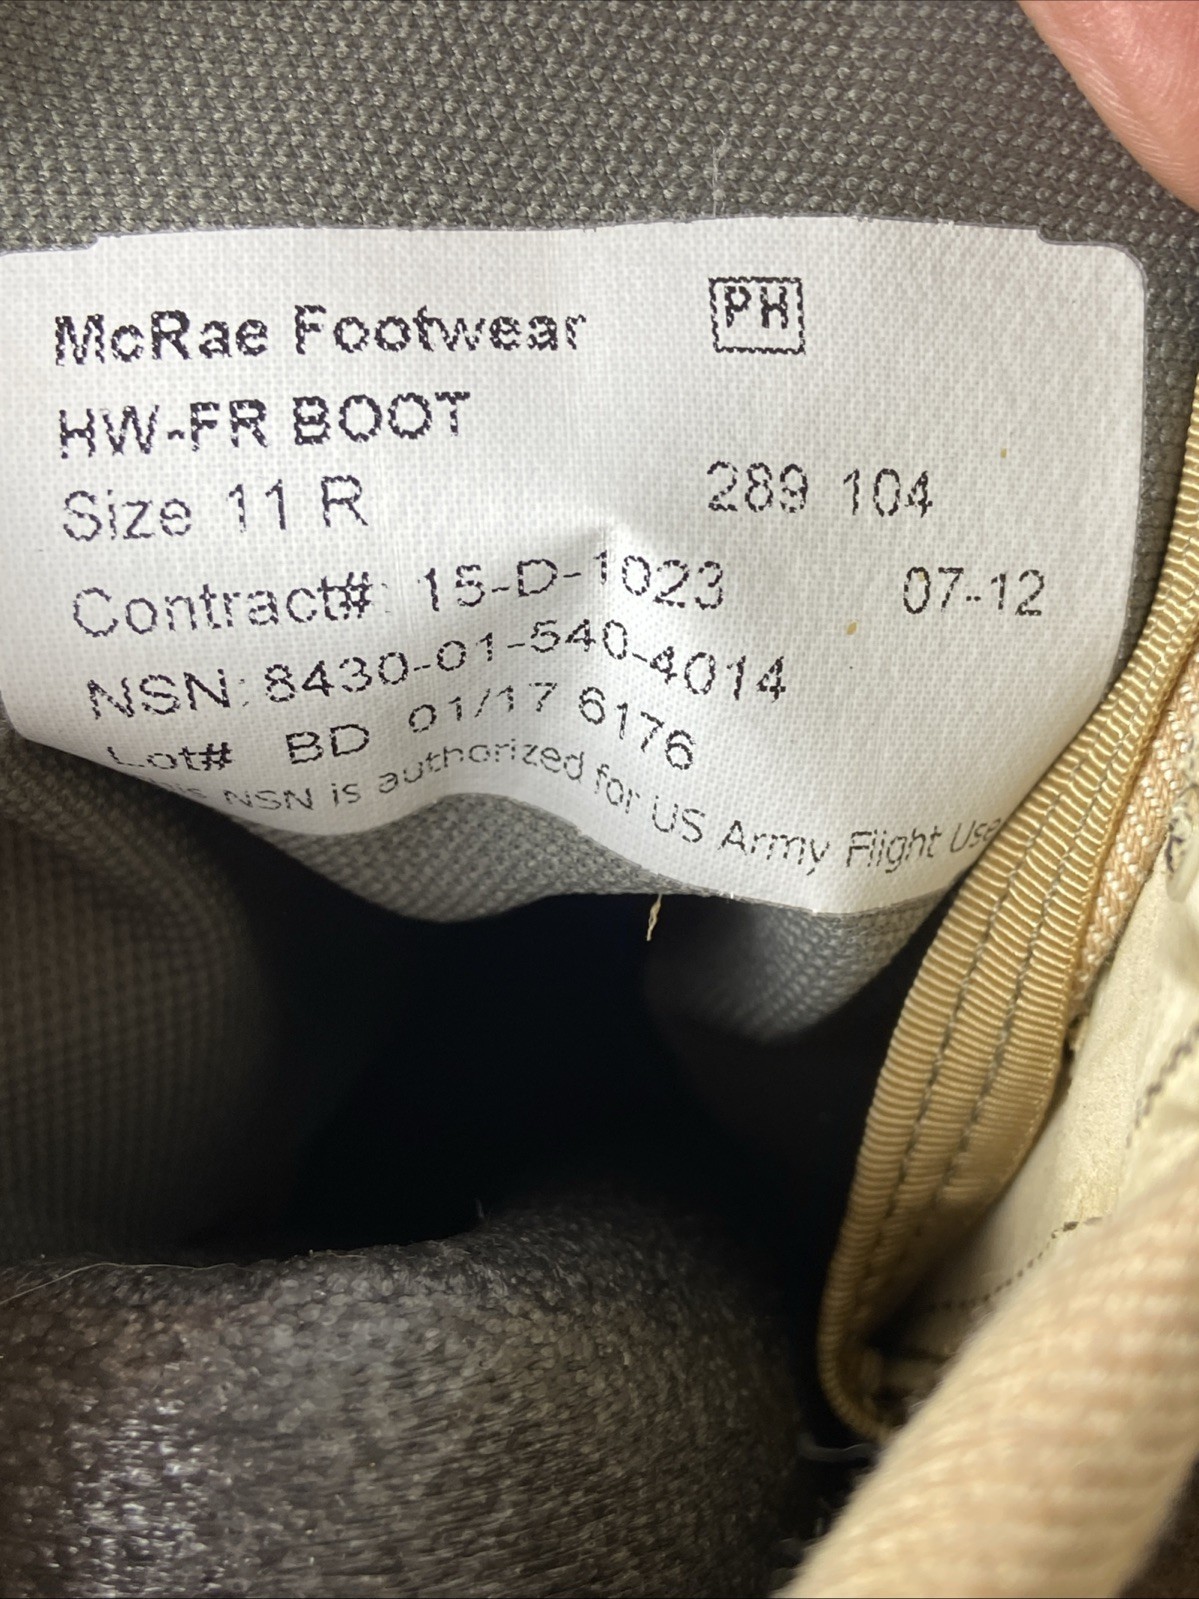 McRae Footwear PH
HW-FR BOOT
Size 11 R 289 104
Contract#: 15-D-1023 07-12
NSN: 8430-01-540-4014
Lot# BD 01/17 6176
This NSN is authorized for US Army Flight Use